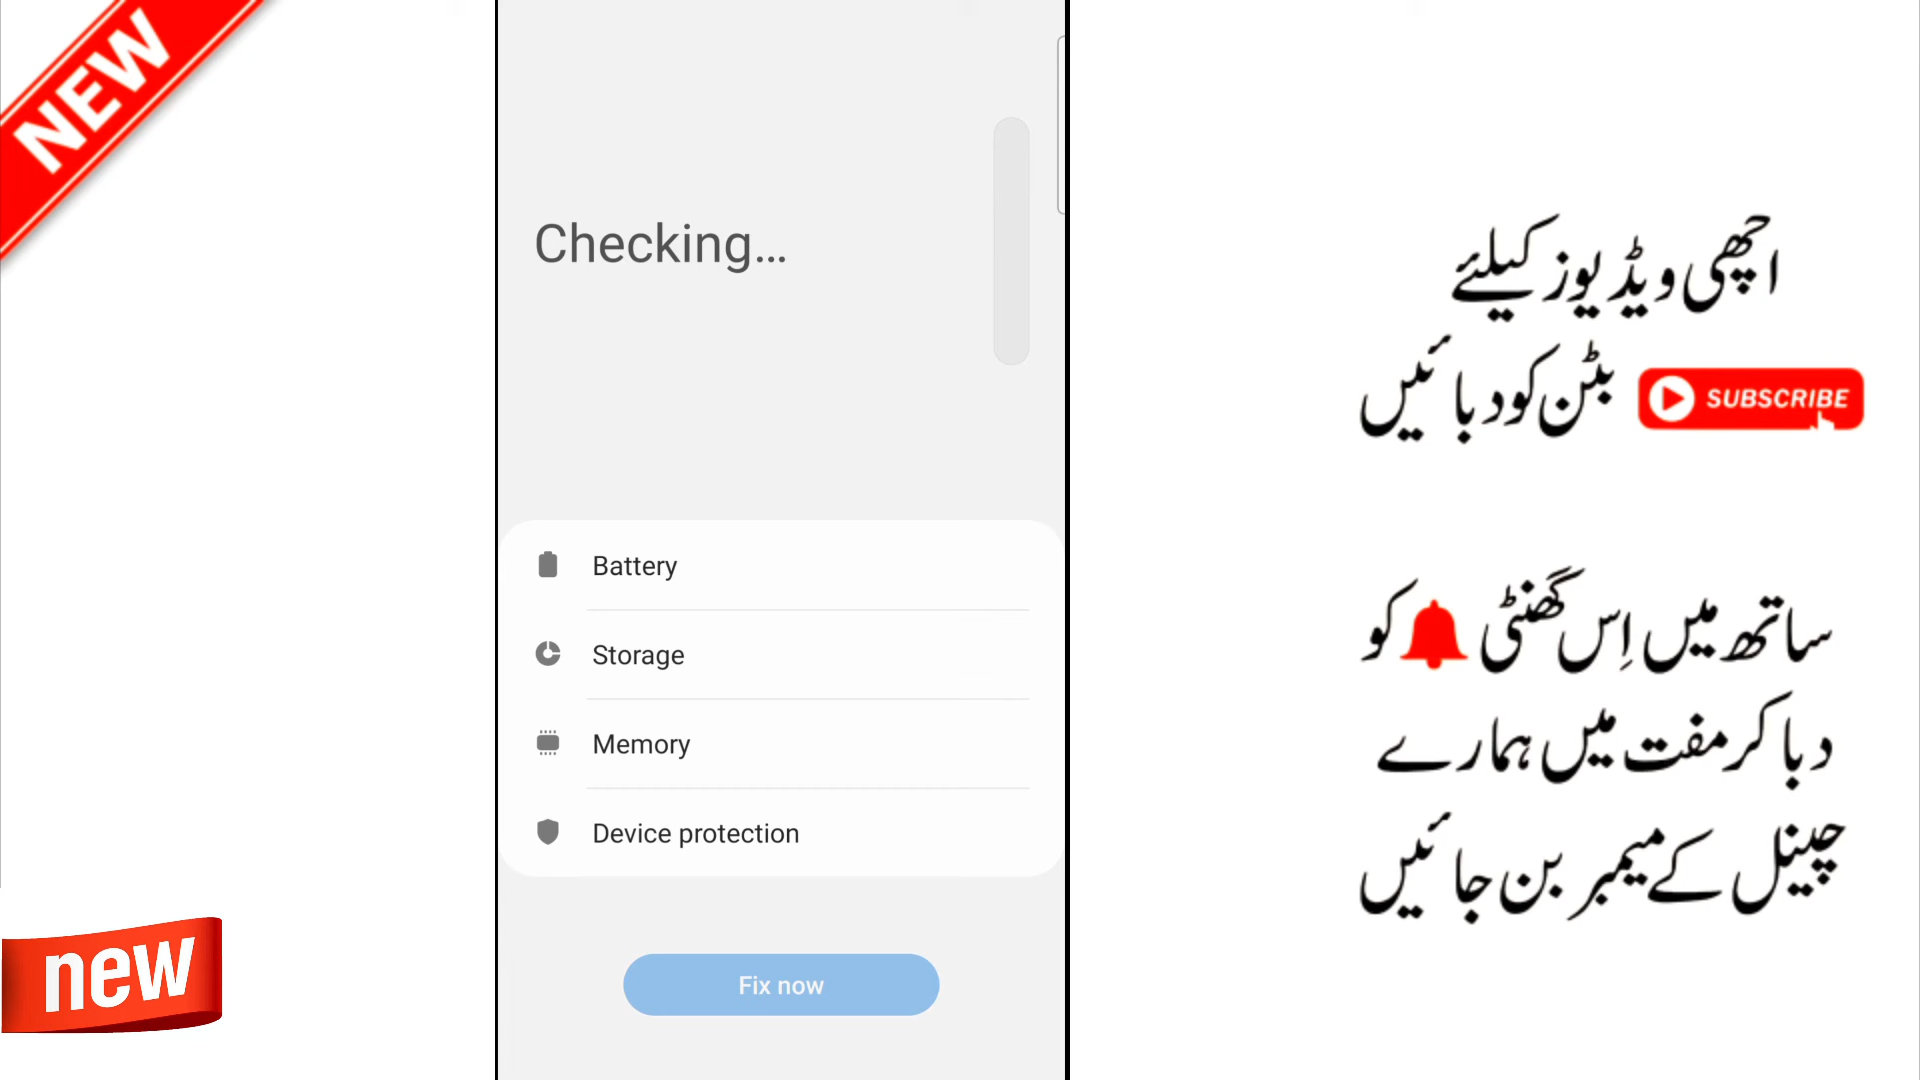 NEW
Checking...
Battery
Storage
Memory
Device protection
Fix now
new
اچھی ویڈیوز کیلئے
SUBSCRIBE بٹن کو دبائیں
ساتھ میں اِس گھنٹی کو
دبا کر مفت میں ہمارے
چینل کے میمبر بن جائیں